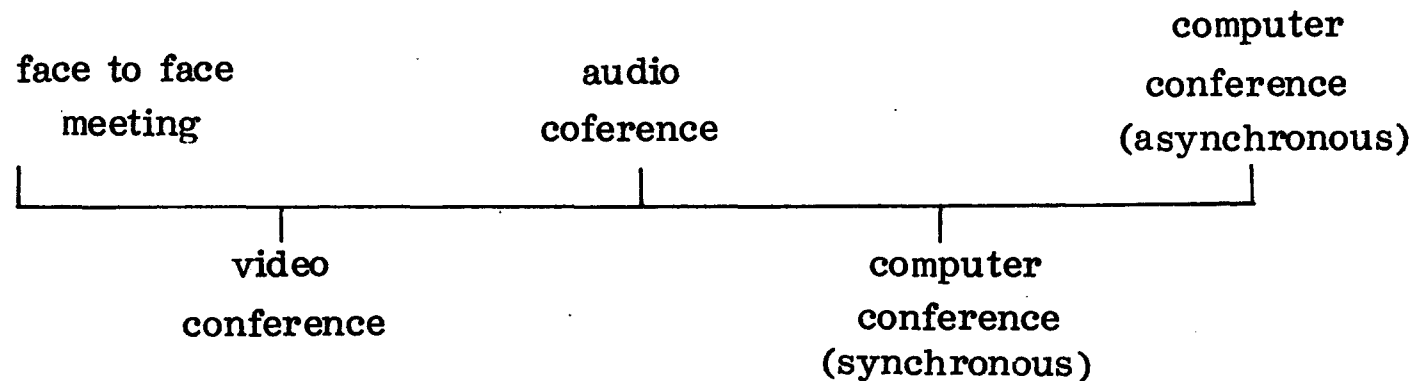 face to face
meeting
video
conference
audio
coference
computer
conference
(synchronous)
computer
conference
(asynchronous)